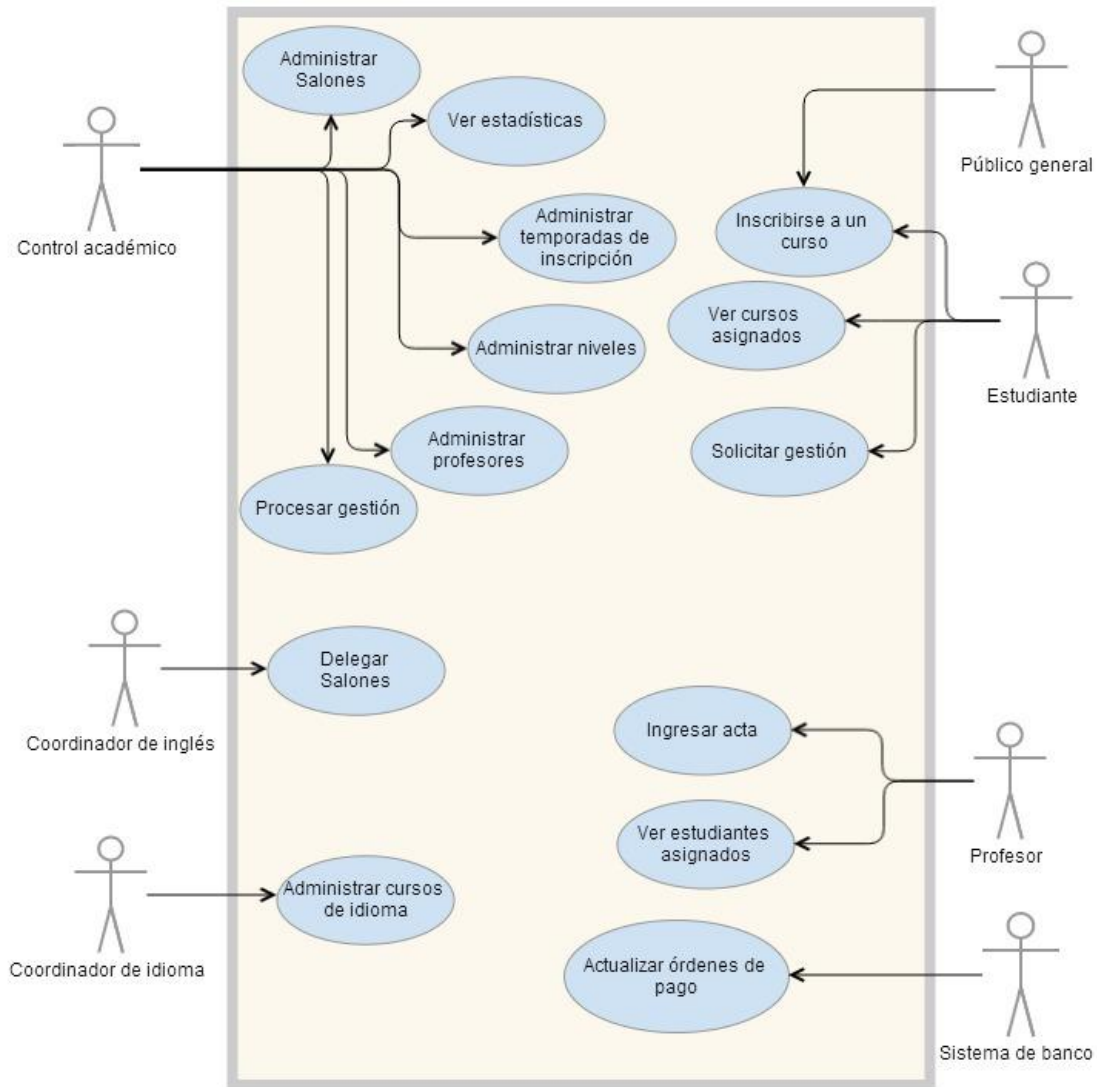 Administrar
Salones
Ver estadísticas
Público general
Control académico
Administrar
temporadas de
inscripción
Inscribirse a un
curso
Ver cursos
asignados
Estudiante
Administrar niveles
Administrar
profesores
Solicitar gestión
Procesar gestión
Delegar
Salones
Coordinador de inglés
Ingresar acta
Ver estudiantes
asignados
Profesor
Administrar cursos
de idioma
Coordinador de idioma
Actualizar órdenes de
pago
Sistema de banco